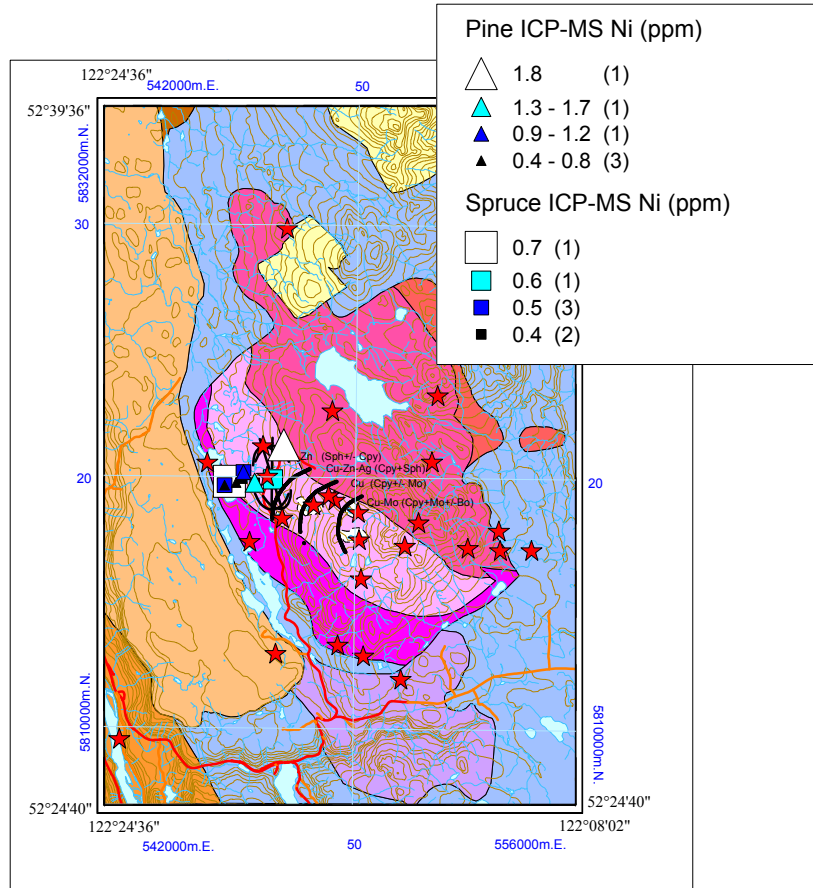 Pine ICP-MS Ni (ppm)
1.8 (1)
1.3 - 1.7 (1)
0.9 - 1.2 (1)
0.4 - 0.8 (3)
Spruce ICP-MS Ni (ppm)
0.7 (1)
0.6 (1)
0.5 (3)
0.4 (2)
122°24'36"
542000m.E.
50
122°24'36"
52°39'36"
5832000m.N.
30
20
20
Zn (Sph+/- Cpy)
Cu-Zn-Ag (Cpy+Sph)
Cu (Cpy+/- Mo)
Cu-Mo (Cpy+Mo+/-Bo)
5810000m.N.
5810000m.N.
52°24'40"
52°24'40"
122°24'36"
122°08'02"
542000m.E.
50
556000m.E.